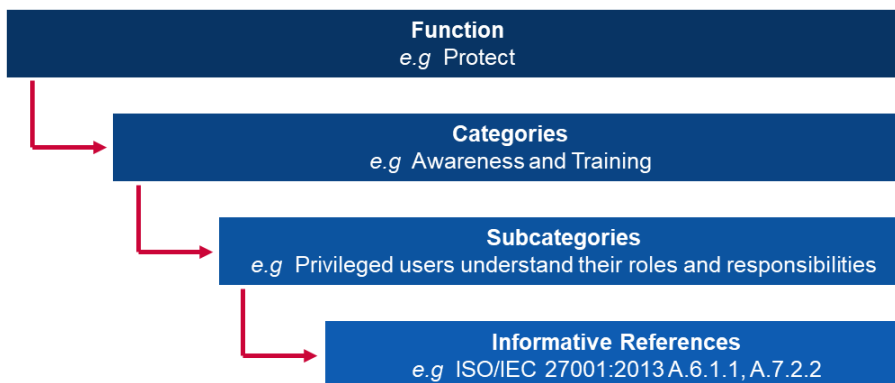 Function
e.g Protect
Categories
e.g Awareness and Training
Subcategories
e.g Privileged users understand their roles and responsibilities
Informative References
e.g ISO/IEC 27001:2013 A.6.1.1, A.7.2.2